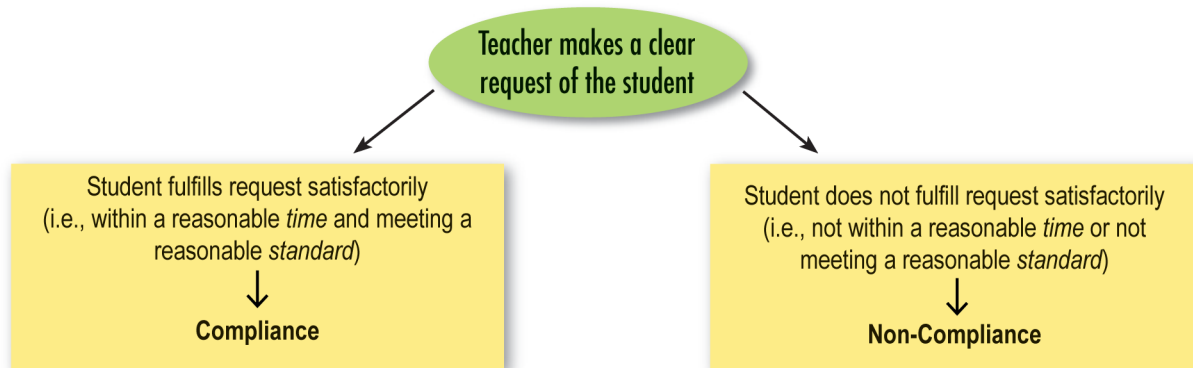 Teacher makes a clear
request of the student
Student fulfills request satisfactorily
(i.e., within a reasonable time and meeting a
reasonable standard)
Compliance
Student does not fulfill request satisfactorily
(i.e., not within a reasonable time or not
meeting a reasonable standard)
Non-Compliance